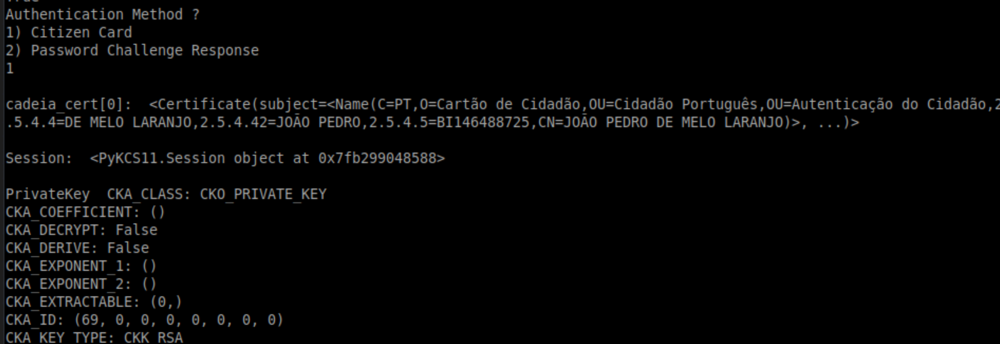 True
Authentication Method ?
1) Citizen Card
2) Password Challenge Response
1
cadeia_cert[0]:  <Certificate(subject=<Name(C=PT,O=Cartão de Cidadão,OU=Cidadão Português,OU=Autenticação do Cidadão,2
.5.4.4=DE MELO LARANJO,2.5.4.42=JOÃO PEDRO,2.5.4.5=BI146488725,CN=JOÃO PEDRO DE MELO LARANJO)>, ...)>
Session:  <PyKCS11.Session object at 0x7fb299048588>
PrivateKey  CKA_CLASS: CKO_PRIVATE_KEY
CKA_COEFFICIENT: ()
CKA_DECRYPT: False
CKA_DERIVE: False
CKA_EXPONENT_1: ()
CKA_EXPONENT_2: ()
CKA_EXTRACTABLE: (0,)
CKA_ID: (69, 0, 0, 0, 0, 0, 0, 0)
CKA_KEY_TYPE: CKK_RSA